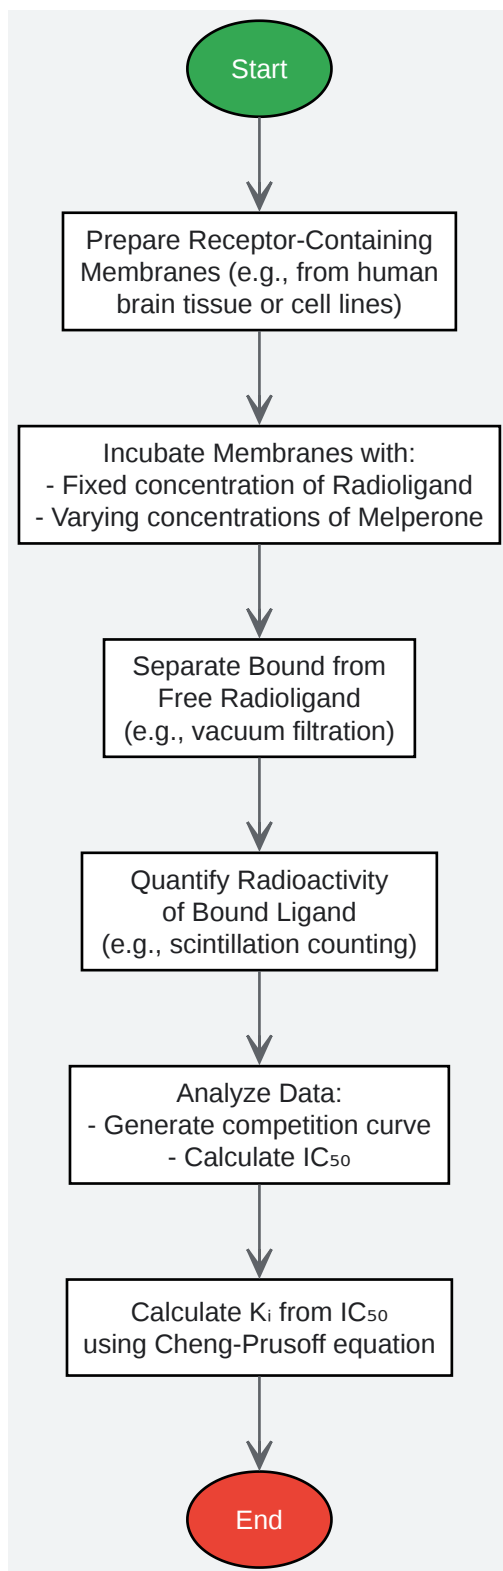 Start
Prepare Receptor-Containing
Membranes (e.g., from human
brain tissue or cell lines)
Incubate Membranes with:
- Fixed concentration of Radioligand
- Varying concentrations of Melperone
Separate Bound from
Free Radioligand
(e.g., vacuum filtration)
Quantify Radioactivity
of Bound Ligand
(e.g., scintillation counting)
Analyze Data:
- Generate competition curve
- Calculate IC₅₀
Calculate Kᵢ from IC₅₀
using Cheng-Prusoff equation
End